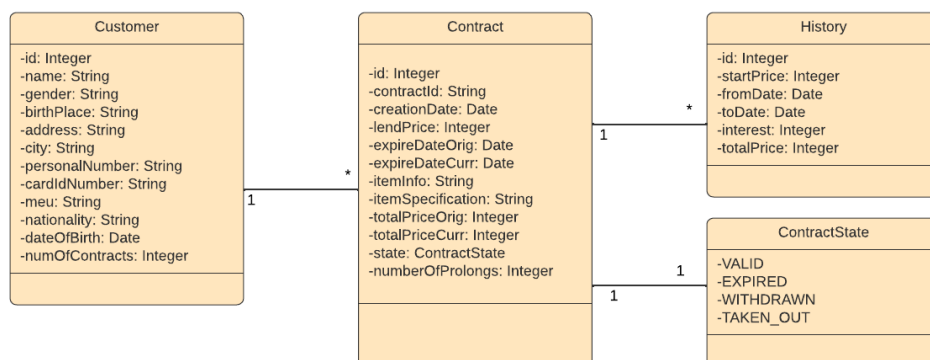 Customer
-id: Integer
-name: String
-gender: String
-birthPlace: String
-address: String
-city: String
-personalNumber: String
-cardIdNumber: String
-meu: String
-nationality: String
-dateOfBirth: Date
-numOfContracts: Integer
1
*
Contract
-id: Integer
-contractId: String
-creationDate: Date
-lendPrice: Integer
-expireDateOrig: Date
-expireDateCurr: Date
-itemInfo: String
-itemSpecification: String
-totalPriceOrig: Integer
-totalPriceCurr: Integer
-state: ContractState
-numberOfProlongs: Integer
1
*
1
1
History
-id: Integer
-startPrice: Integer
-fromDate: Date
-toDate: Date
-interest: Integer
-totalPrice: Integer
ContractState
-VALID
-EXPIRED
-WITHDRAWN
-TAKEN_OUT